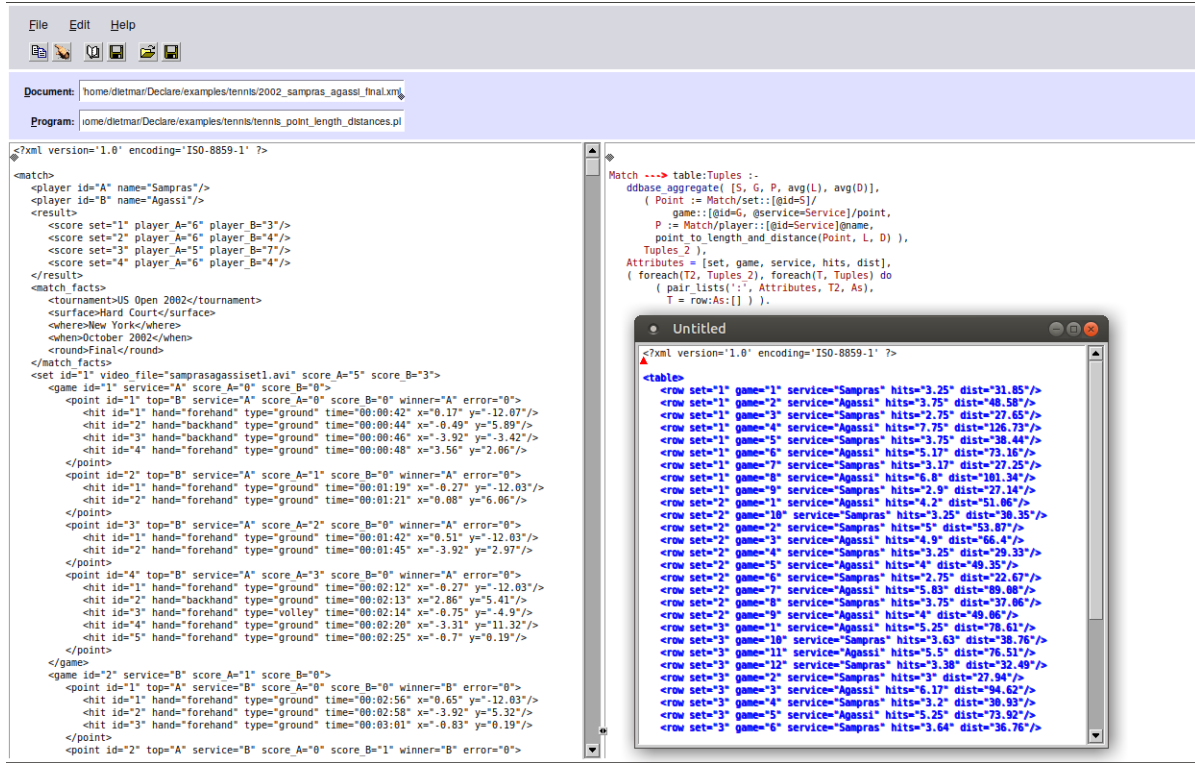 File Edit Help
Document: 'home/dietmar/Declare/examples/tennis/2002_sampras_agassi_final.xml
Program: ome/dietmar/Declare/examples/tennis/tennis_point_length_distances.pl
<?xml version='1.0' encoding='ISO-8859-1' ?>
<match>
<player id="A" name="Sampras"/>
<player id="B" name="Agassi"/>
<result>
<score set="1" player_A="6" player_B="3"/>
<score set="2" player_A="6" player_B="4"/>
<score set="3" player_A="5" player_B="7"/>
<score set="4" player_A="6" player_B="4"/>
</result>
<match_facts>
<tournament>US Open 2002</tournament>
<surface>Hard Court</surface>
<where>New York</where>
<when>October 2002</when>
<round>Final</round>
</match_facts>
<set id="1" video_file="samprasagassiset1.avi" score_A="5" score_B="3">
<game id="1" service="A" score_A="0" score_B="0">
<point id="1" top="B" service="A" score_A="0" score_B="0" winner="A" error="0">
<hit id="1" hand="forehand" type="ground" time="00:00:42" x="0.17" y="-12.07"/>
<hit id="2" hand="backhand" type="ground" time="00:00:44" x="-0.49" y="5.89"/>
<hit id="3" hand="backhand" type="ground" time="00:00:46" x="-3.92" y="-3.42"/>
<hit id="4" hand="forehand" type="ground" time="00:00:48" x="3.56" y="2.06"/>
</point>
<point id="2" top="B" service="A" score_A="1" score_B="0" winner="A" error="0">
<hit id="1" hand="forehand" type="ground" time="00:01:19" x="-0.27" y="-12.03"/>
<hit id="2" hand="forehand" type="ground" time="00:01:21" x="0.08" y="6.06"/>
</point>
<point id="3" top="B" service="A" score_A="2" score_B="0" winner="A" error="0">
<hit id="1" hand="forehand" type="ground" time="00:01:42" x="0.51" y="-12.03"/>
<hit id="2" hand="forehand" type="ground" time="00:01:45" x="-3.92" y="2.97"/>
</point>
<point id="4" top="B" service="A" score_A="3" score_B="0" winner="A" error="0">
<hit id="1" hand="forehand" type="ground" time="00:02:12" x="-0.27" y="-12.03"/>
<hit id="2" hand="backhand" type="ground" time="00:02:13" x="2.86" y="5.41"/>
<hit id="3" hand="forehand" type="volley" time="00:02:14" x="-0.75" y="-4.9"/>
<hit id="4" hand="forehand" type="ground" time="00:02:20" x="-3.31" y="11.32"/>
<hit id="5" hand="forehand" type="ground" time="00:02:25" x="-0.7" y="0.19"/>
</point>
</game>
<game id="2" service="B" score_A="1" score_B="0">
<point id="1" top="A" service="B" score_A="0" score_B="0" winner="B" error="0">
<hit id="1" hand="forehand" type="ground" time="00:02:56" x="0.65" y="-12.03"/>
<hit id="2" hand="forehand" type="ground" time="00:02:58" x="-3.92" y="5.32"/>
<hit id="3" hand="forehand" type="ground" time="00:03:01" x="-0.83" y="0.19"/>
</point>
<point id="2" top="A" service="B" score_A="0" score_B="1" winner="B" error="0">
Match ---> table:Tuples :-
ddbase_aggregate( [S, G, P, avg(L), avg(D)],
( Point := Match/set::[@id=S]/
game::[@id=G, @service=Service]/point,
P := Match/player::[@id=Service]@name,
point_to_length_and_distance(Point, L, D) ),
Tuples_2 ),
Attributes = [set, game, service, hits, dist],
( foreach(T2, Tuples_2), foreach(T, Tuples) do
( pair_lists(':', Attributes, T2, As),
T = row:As:[] ) ).
Untitled
<?xml version='1.0' encoding='ISO-8859-1' ?>
<table>
<row set="1" game="1" service="Sampras" hits="3.25" dist="31.85"/>
<row set="1" game="2" service="Agassi" hits="3.75" dist="48.58"/>
<row set="1" game="3" service="Sampras" hits="2.75" dist="27.65"/>
<row set="1" game="4" service="Agassi" hits="7.75" dist="126.73"/>
<row set="1" game="5" service="Sampras" hits="3.75" dist="38.44"/>
<row set="1" game="6" service="Agassi" hits="5.17" dist="73.16"/>
<row set="1" game="7" service="Sampras" hits="3.17" dist="27.25"/>
<row set="1" game="8" service="Agassi" hits="6.8" dist="101.34"/>
<row set="1" game="9" service="Sampras" hits="2.9" dist="27.14"/>
<row set="2" game="1" service="Agassi" hits="4.2" dist="51.06"/>
<row set="2" game="10" service="Sampras" hits="3.25" dist="30.35"/>
<row set="2" game="2" service="Sampras" hits="5" dist="53.87"/>
<row set="2" game="3" service="Agassi" hits="4.9" dist="66.4"/>
<row set="2" game="4" service="Sampras" hits="3.25" dist="29.33"/>
<row set="2" game="5" service="Agassi" hits="4" dist="49.35"/>
<row set="2" game="6" service="Sampras" hits="2.75" dist="22.67"/>
<row set="2" game="7" service="Agassi" hits="5.83" dist="89.08"/>
<row set="2" game="8" service="Sampras" hits="3.75" dist="37.06"/>
<row set="2" game="9" service="Agassi" hits="4" dist="49.06"/>
<row set="3" game="1" service="Agassi" hits="5.25" dist="78.61"/>
<row set="3" game="10" service="Sampras" hits="3.63" dist="38.76"/>
<row set="3" game="11" service="Agassi" hits="5.5" dist="76.51"/>
<row set="3" game="12" service="Sampras" hits="3.38" dist="32.49"/>
<row set="3" game="2" service="Sampras" hits="3" dist="27.94"/>
<row set="3" game="3" service="Agassi" hits="6.17" dist="94.62"/>
<row set="3" game="4" service="Sampras" hits="3.2" dist="30.93"/>
<row set="3" game="5" service="Agassi" hits="5.25" dist="73.92"/>
<row set="3" game="6" service="Sampras" hits="3.64" dist="36.76"/>